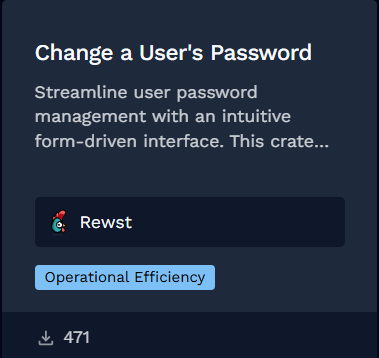 Change a User's Password
Streamline user password
management with an intuitive
form-driven interface. This crate...
Rewst
Operational Efficiency
471